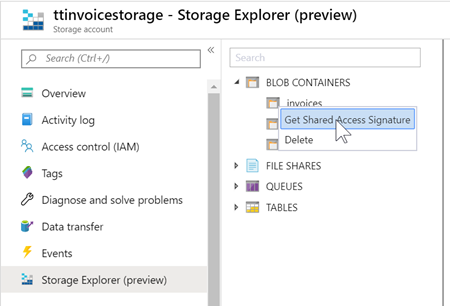 ttinvoicestorage - Storage Explorer (preview)
Storage account
Search (Ctrl+/)
«
Overview
Activity log
Access control (IAM)
Tags
Diagnose and solve problems
Data transfer
Events
Storage Explorer (preview)
Search
BLOB CONTAINERS
invoices
Get Shared Access Signature
Delete
FILE SHARES
QUEUES
TABLES